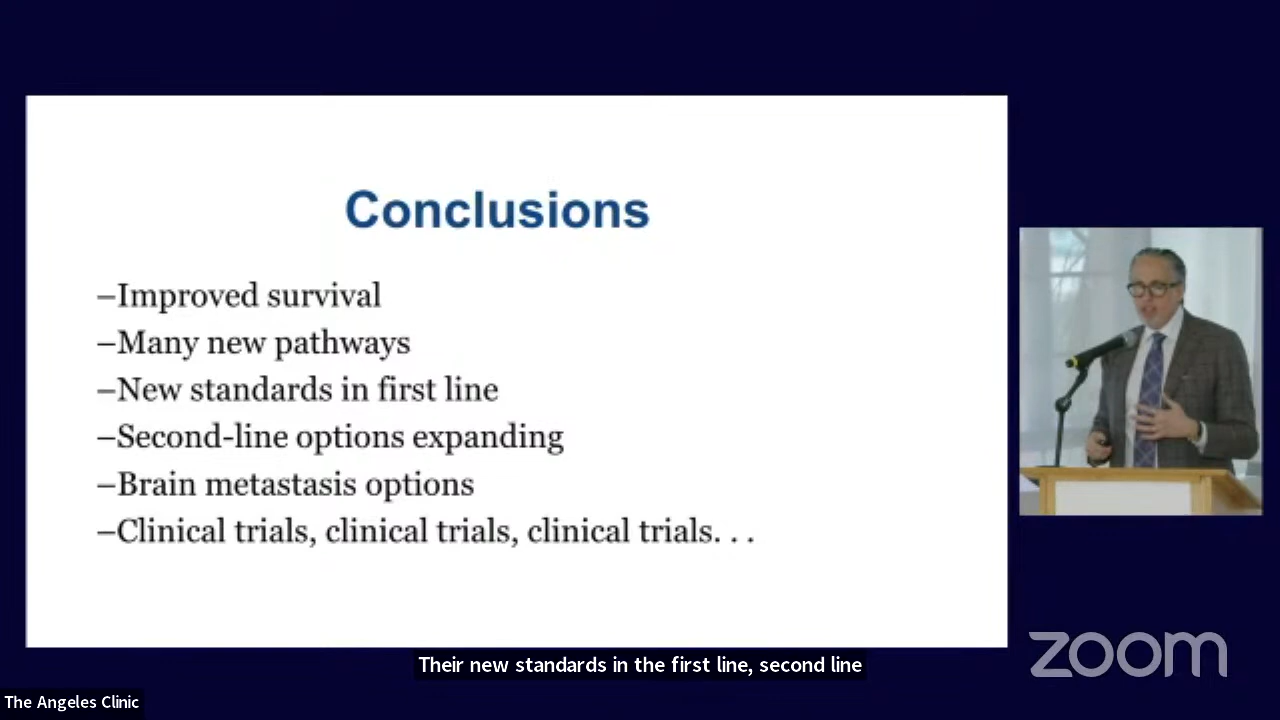 Conclusions
–Improved survival
–Many new pathways
–New standards in first line
–Second-line options expanding
–Brain metastasis options
–Clinical trials, clinical trials, clinical trials. . .
Their new standards in the first line, second line
zoom
The Angeles Clinic